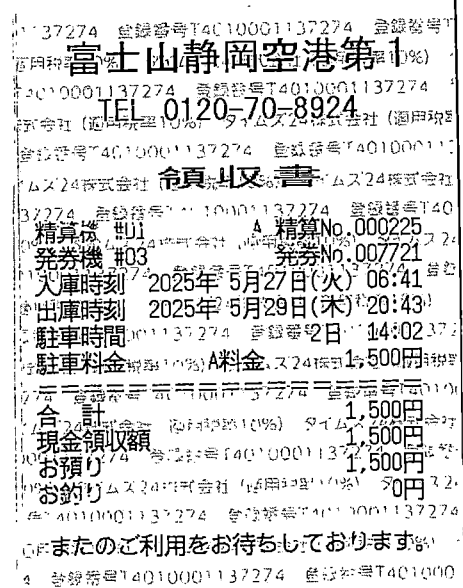 富士山静岡空港第1
TEL 0120-70-8924
領収書
精算機 #01 A 精算No.000225
発券機 #03 発券No.007721
入庫時刻 2025年 5月27日(火) 06:41
出庫時刻 2025年 5月29日(木) 20:43
駐車時間 2日 14:02
駐車料金 A料金 1,500円
合計 1,500円
現金領収額 1,500円
お預り 1,500円
お釣り 0円
またのご利用をお待ちしております。